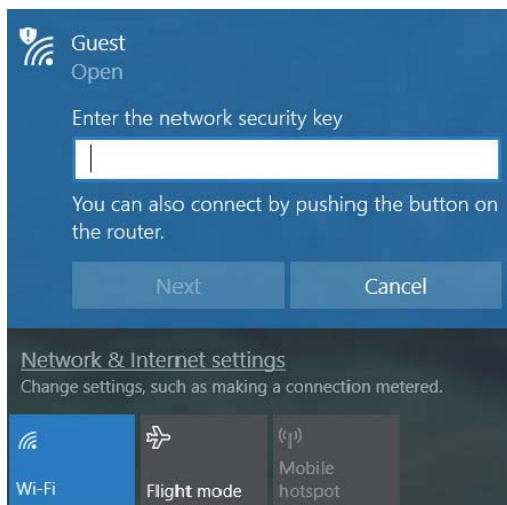 Guest
Open
Enter the network security key
You can also connect by pushing the button on
the router.
Next
Cancel
Network & Internet settings
Change settings, such as making a connection metered.
Wi-Fi
Flight mode
Mobile
hotspot